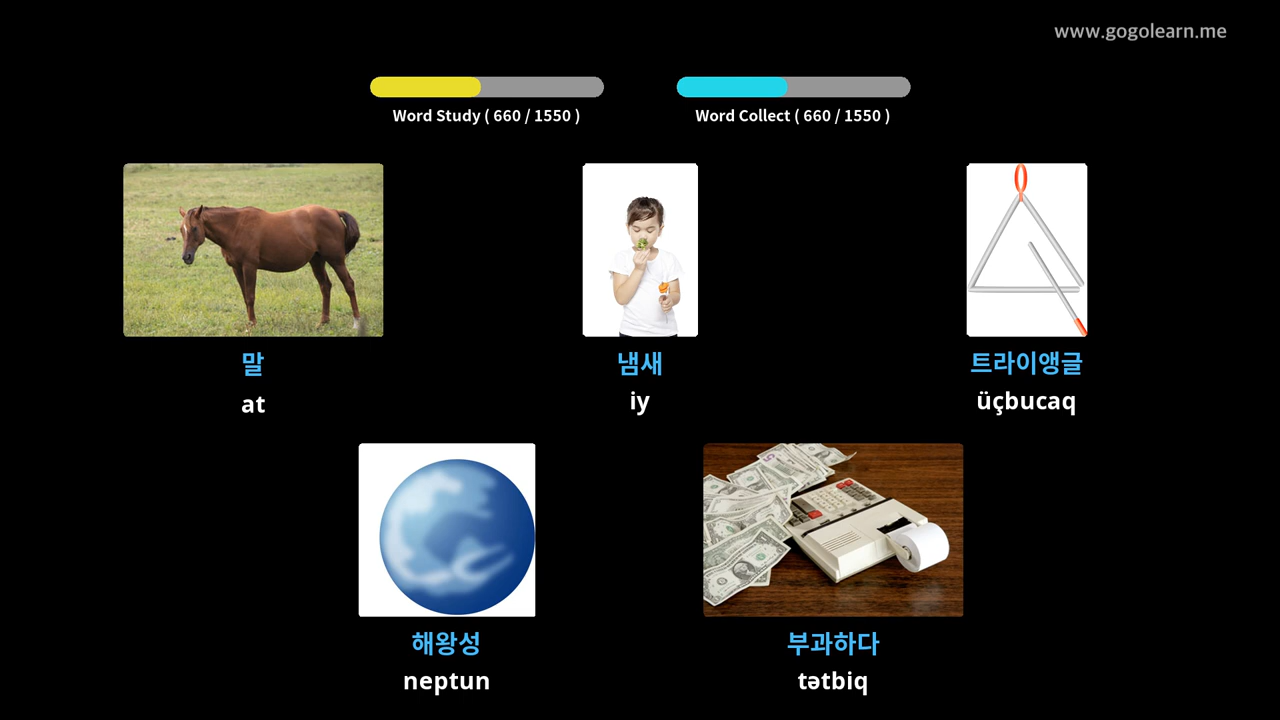 www.gogolearn.me
Word Study ( 660 / 1550 )
Word Collect ( 660 / 1550 )
말
at
냄새
iy
트라이앵글
üçbucaq
해왕성
neptun
부과하다
tətbiq